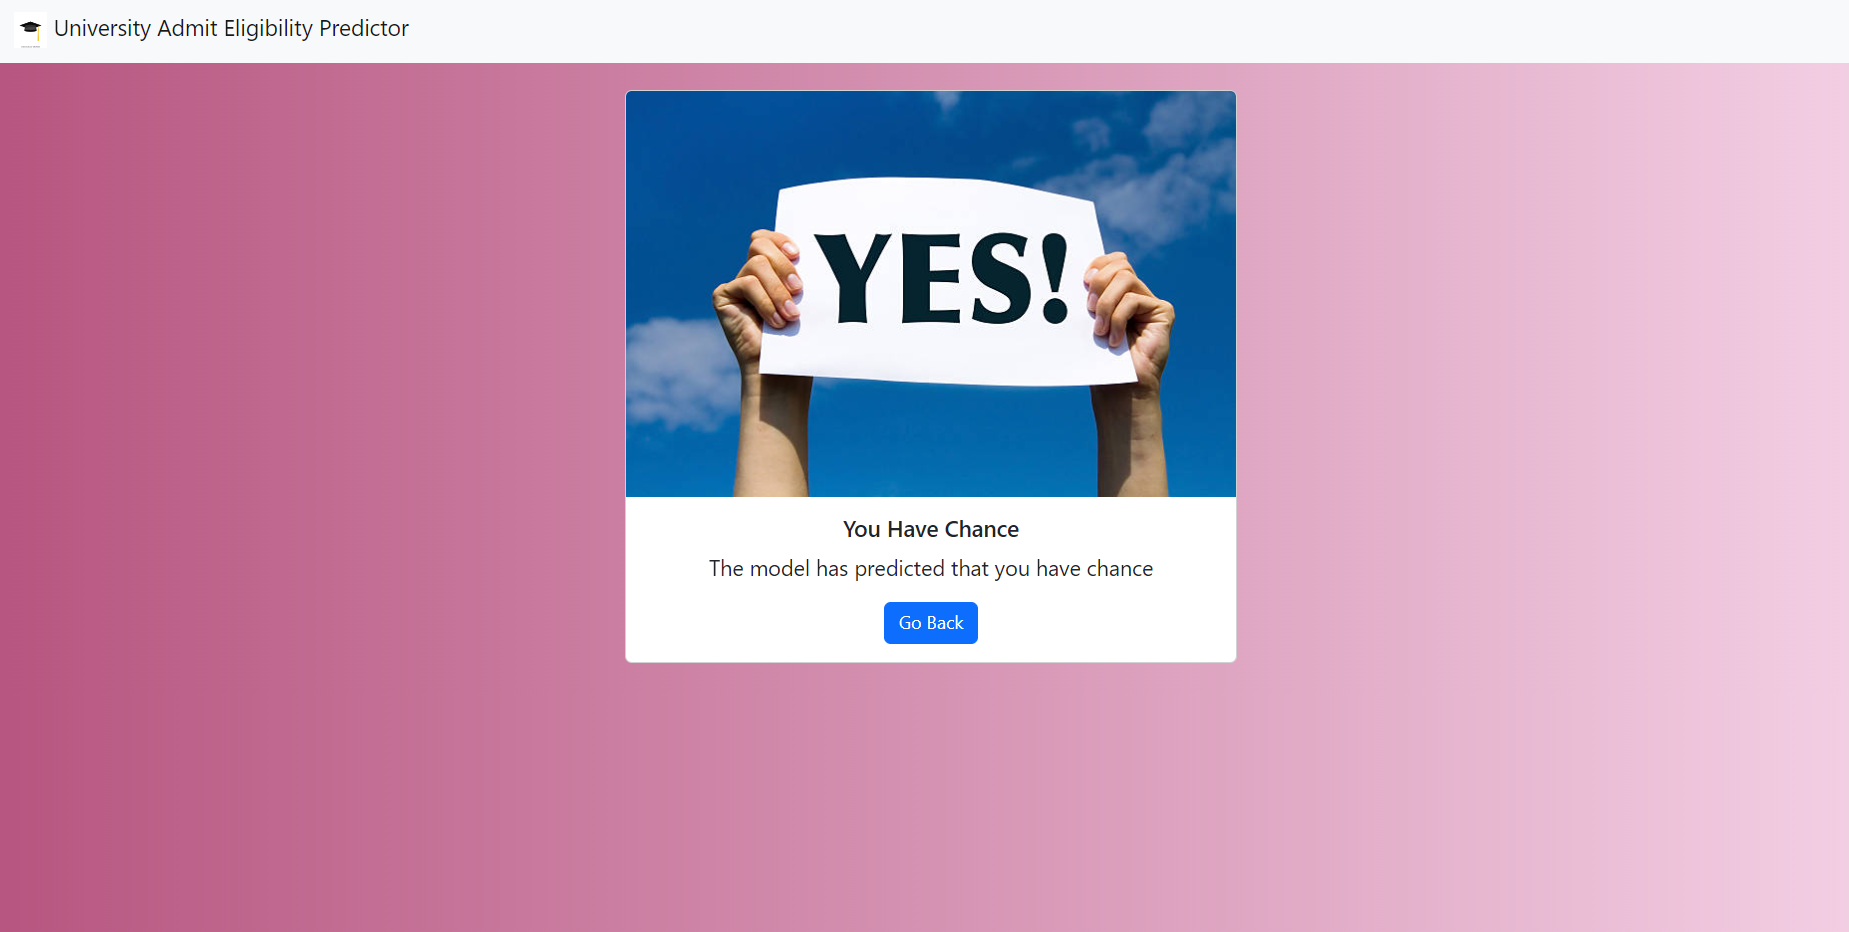 University Admit Eligibility Predictor
YES!
You Have Chance
The model has predicted that you have chance
Go Back